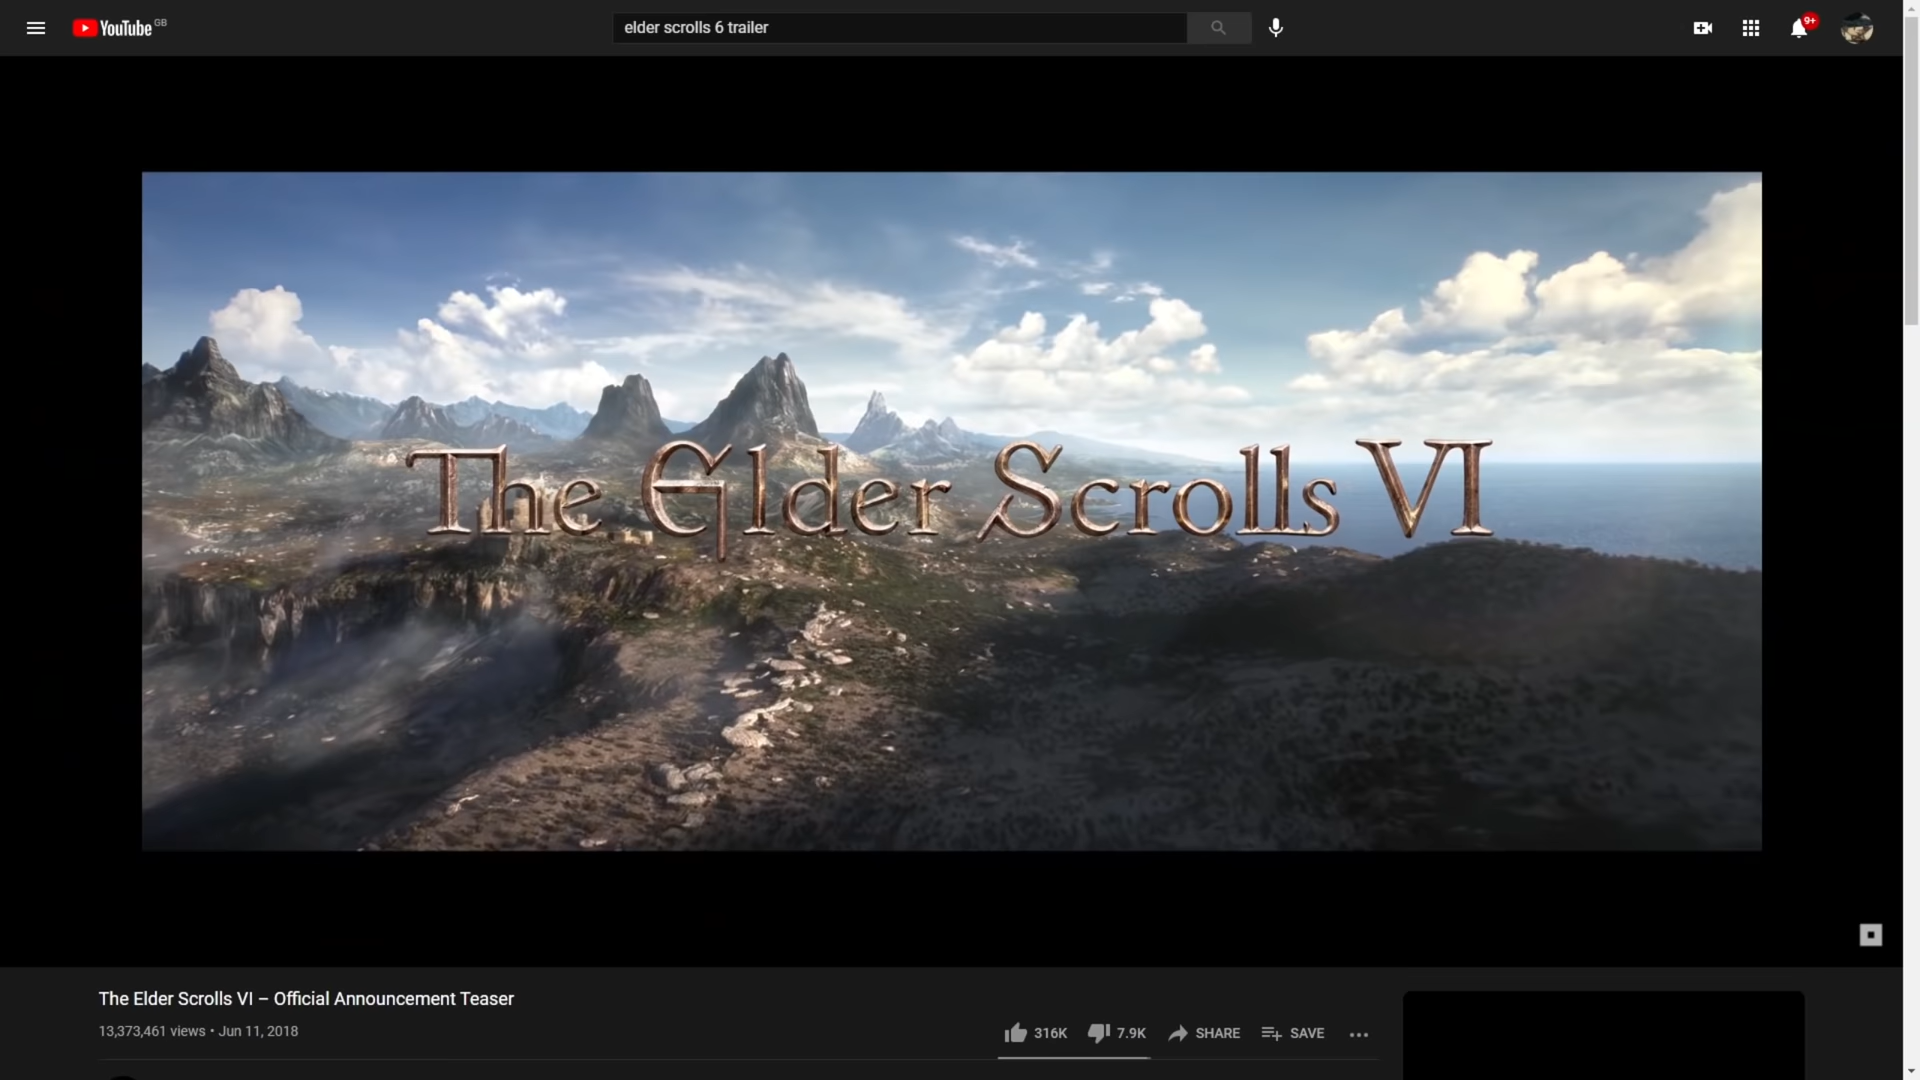 YouTube GB
elder scrolls 6 trailer
9+
The Elder Scrolls VI
The Elder Scrolls VI – Official Announcement Teaser
13,373,461 views • Jun 11, 2018
316K 7.9K SHARE SAVE